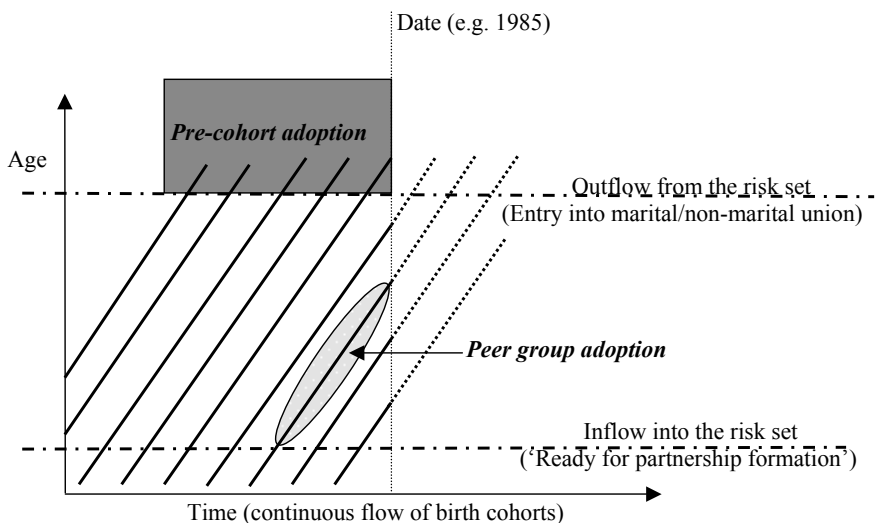 Date (e.g. 1985)
Pre-cohort adoption
Age
Outflow from the risk set
(Entry into marital/non-marital union)
Peer group adoption
Inflow into the risk set
(‘Ready for partnership formation’)
Time (continuous flow of birth cohorts)